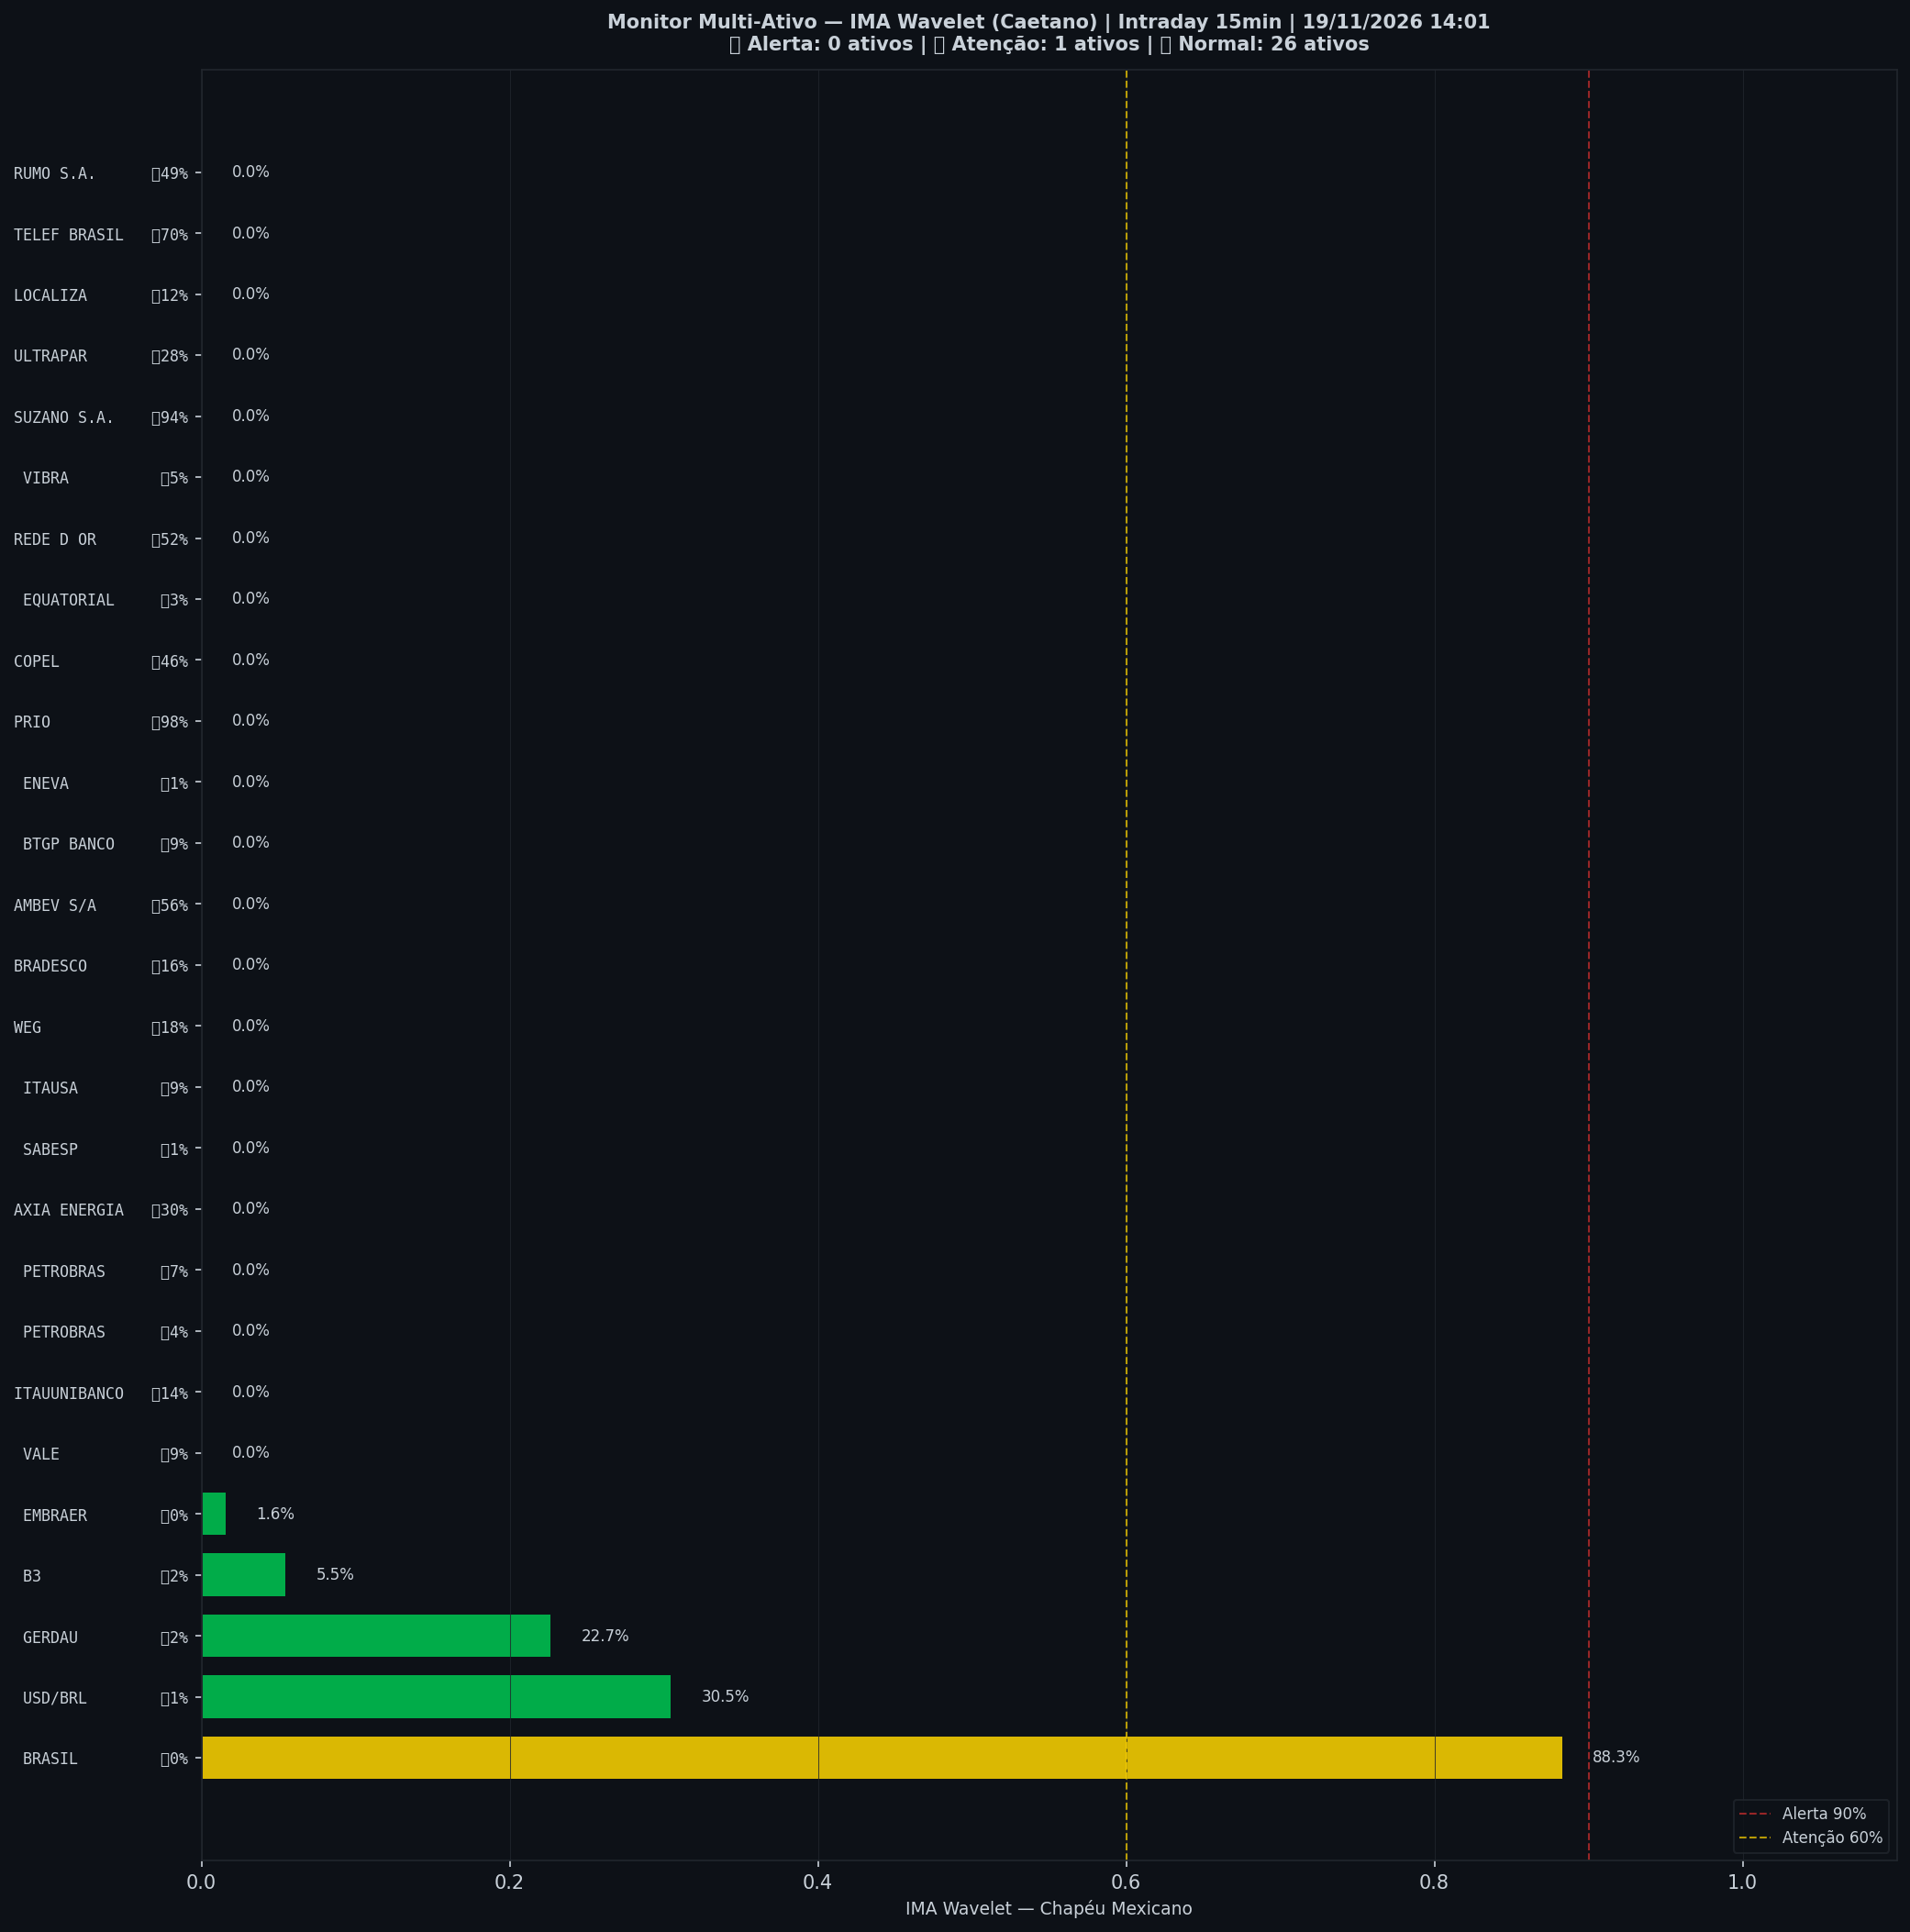 Monitor Multi-Ativo — IMA Wavelet (Caetano) | Intraday 15min | 19/11/2026 14:01
▯ Alerta: 0 ativos | ▯ Atenção: 1 ativos | ▯ Normal: 26 ativos
RUMO S.A. ▯49% 0.0%
TELEF BRASIL ▯70% 0.0%
LOCALIZA ▯12% 0.0%
ULTRAPAR ▯28% 0.0%
SUZANO S.A. ▯94% 0.0%
VIBRA ▯5% 0.0%
REDE D OR ▯52% 0.0%
EQUATORIAL ▯3% 0.0%
COPEL ▯46% 0.0%
PRIO ▯98% 0.0%
ENEVA ▯1% 0.0%
BTGP BANCO ▯9% 0.0%
AMBEV S/A ▯56% 0.0%
BRADESCO ▯16% 0.0%
WEG ▯18% 0.0%
ITAUSA ▯9% 0.0%
SABESP ▯1% 0.0%
AXIA ENERGIA ▯30% 0.0%
PETROBRAS ▯7% 0.0%
PETROBRAS ▯4% 0.0%
ITAUUNIBANCO ▯14% 0.0%
VALE ▯9% 0.0%
EMBRAER ▯0% 1.6%
B3 ▯2% 5.5%
GERDAU ▯2% 22.7%
USD/BRL ▯1% 30.5%
BRASIL ▯0% 88.3%
Alerta 90%
Atenção 60%
0.0 0.2 0.4 0.6 0.8 1.0
IMA Wavelet — Chapéu Mexicano